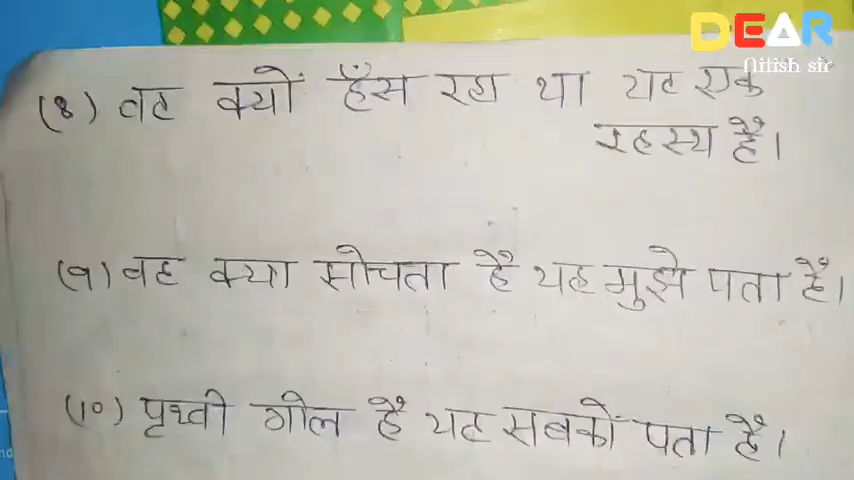 DEAR
Nitish sir
(8) वह क्यों हँस रहा था यह एक
रहस्य है।
(9) वह क्या सोचता है यह मुझे पता है।
(10) पृथ्वी गोल है यह सबकों पता है।